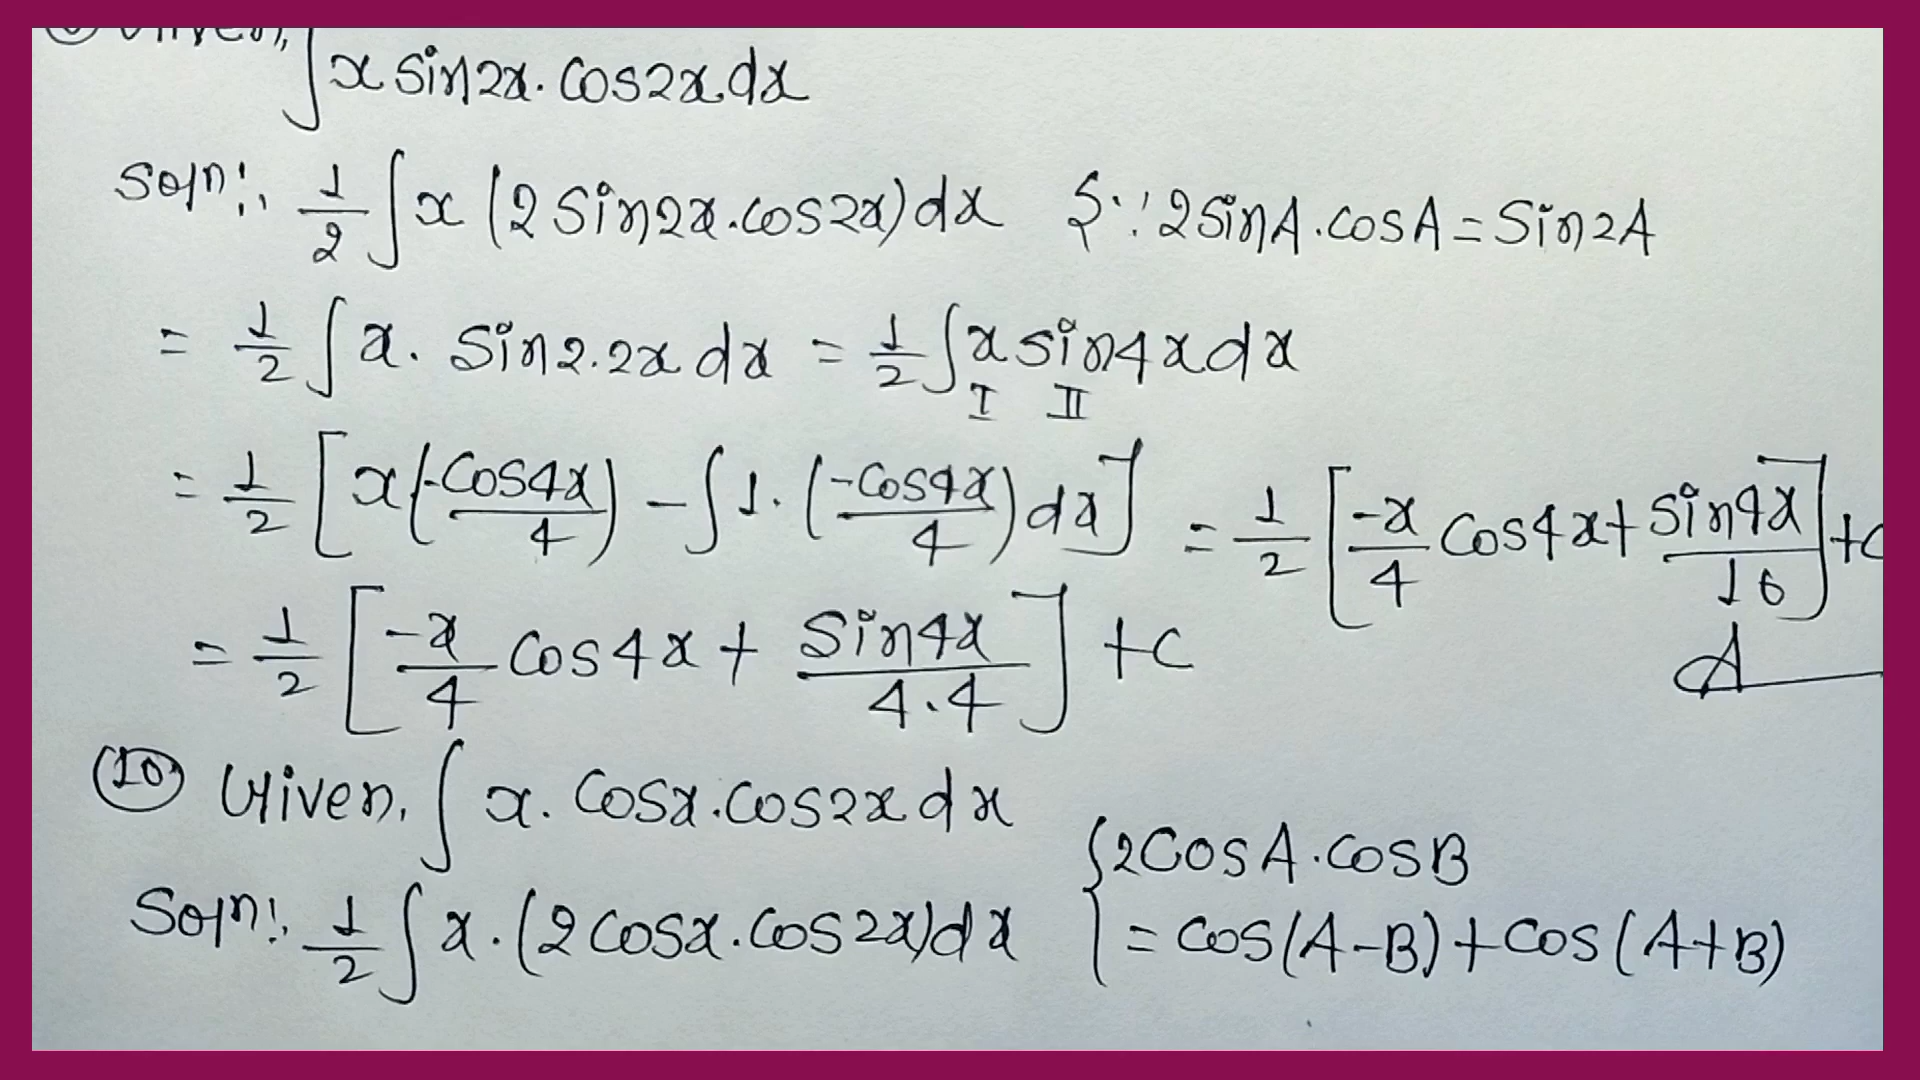 Given, ∫x sin2x. cos2x.dx
Soln:. 1/2 ∫x (2 sin2x.cos2x)dx {∵ 2sinA.cosA = sin2A
= 1/2 ∫x. sin2.2x dx = 1/2 ∫x sin4x dx
I II
= 1/2 [x(-cos4x/4) - ∫1. (-cos4x/4) dx] = 1/2 [-x/4 cos4x + sin4x/16] + c
= 1/2 [-x/4 cos4x + sin4x/4.4] + c
(10) Given, ∫x. cosx.cos2x dx
Soln:. 1/2 ∫x.(2cosx.cos2x)dx {2cosA.cosB
= cos(A-B)+cos(A+B)